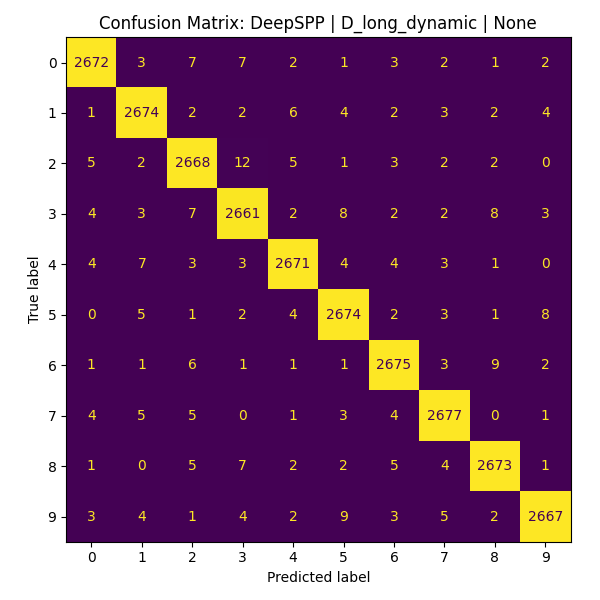 Confusion Matrix: DeepSPP | D_long_dynamic | None
0 2672 3 7 7 2 1 3 2 1 2
1 1 2674 2 2 6 4 2 3 2 4
2 5 2 2668 12 5 1 3 2 2 0
3 4 3 7 2661 2 8 2 2 8 3
4 4 7 3 3 2671 4 4 3 1 0
5 0 5 1 2 4 2674 2 3 1 8
6 1 1 6 1 1 1 2675 3 9 2
7 4 5 5 0 1 3 4 2677 0 1
8 1 0 5 7 2 2 5 4 2673 1
9 3 4 1 4 2 9 3 5 2 2667
0 1 2 3 4 5 6 7 8 9
Predicted label
True label